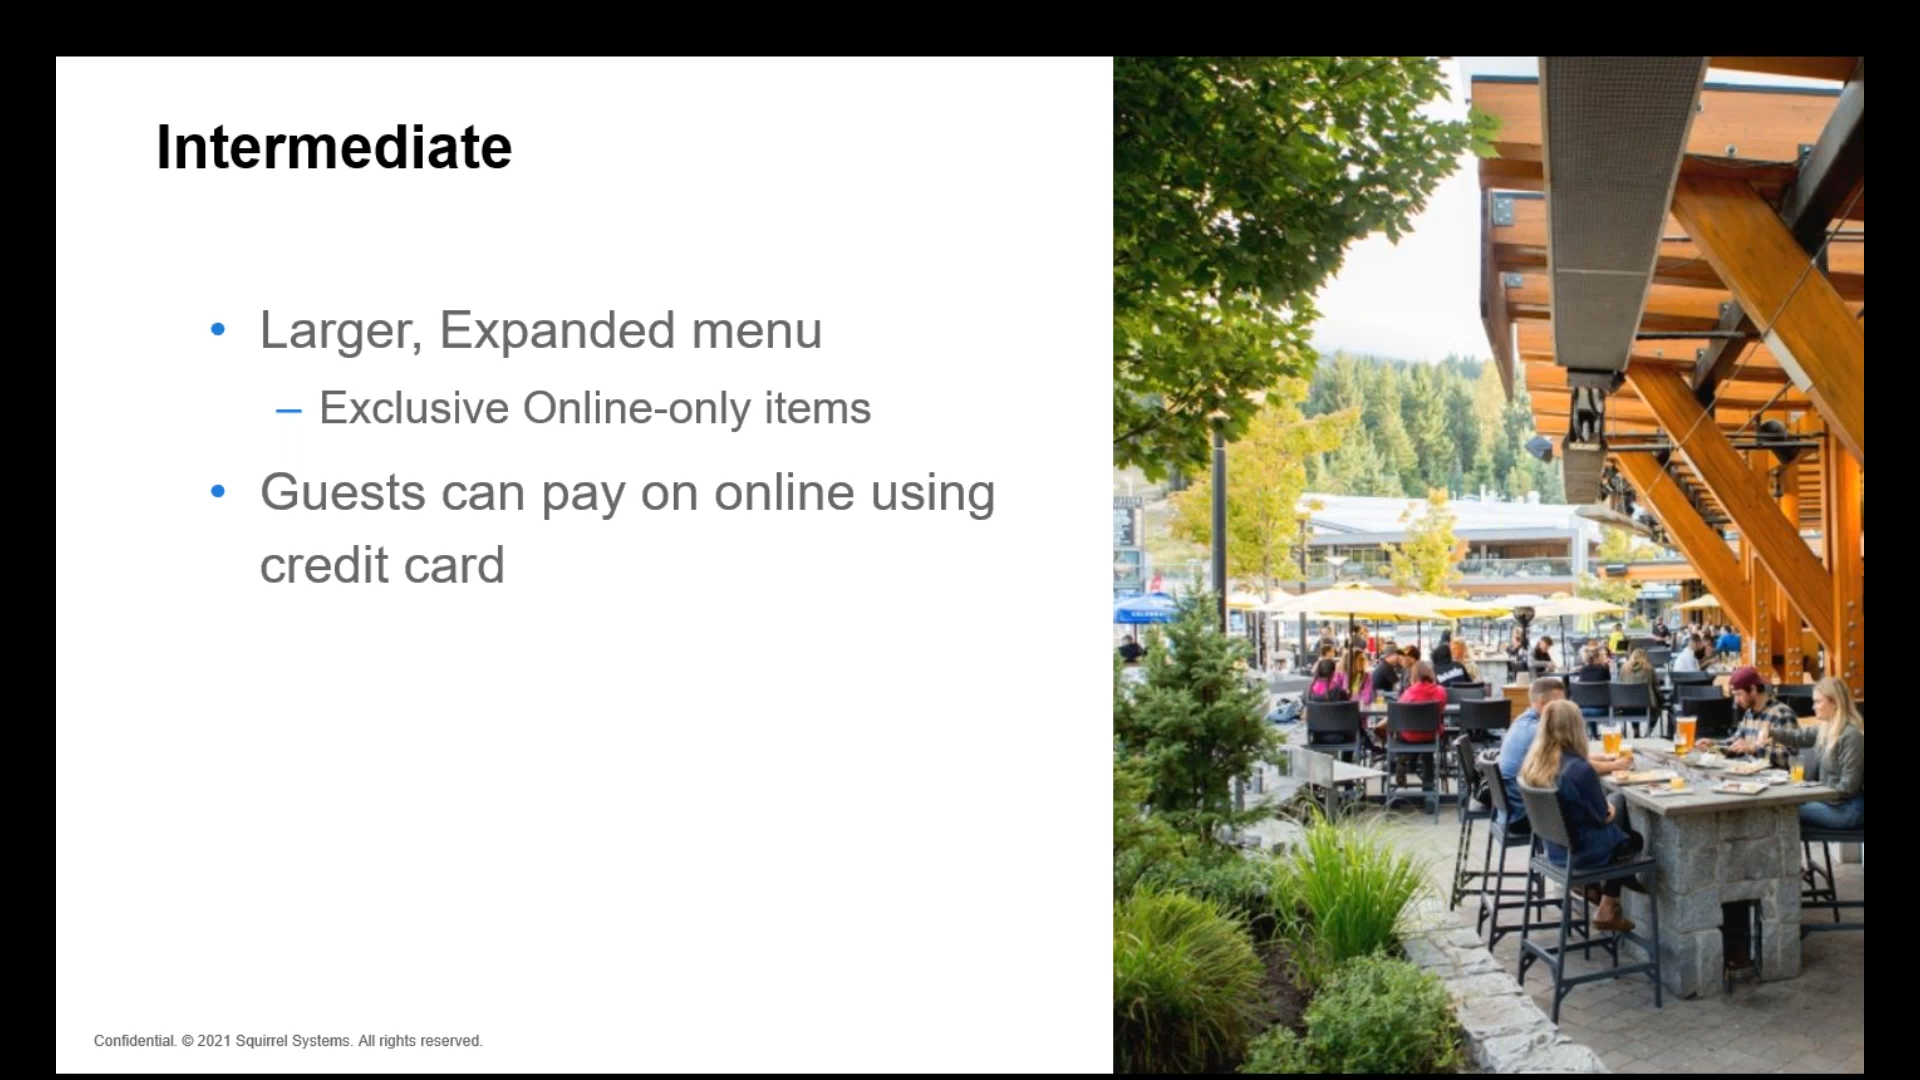 Intermediate
• Larger, Expanded menu
– Exclusive Online-only items
• Guests can pay on online using
credit card
Confidential. © 2021 Squirrel Systems. All rights reserved.